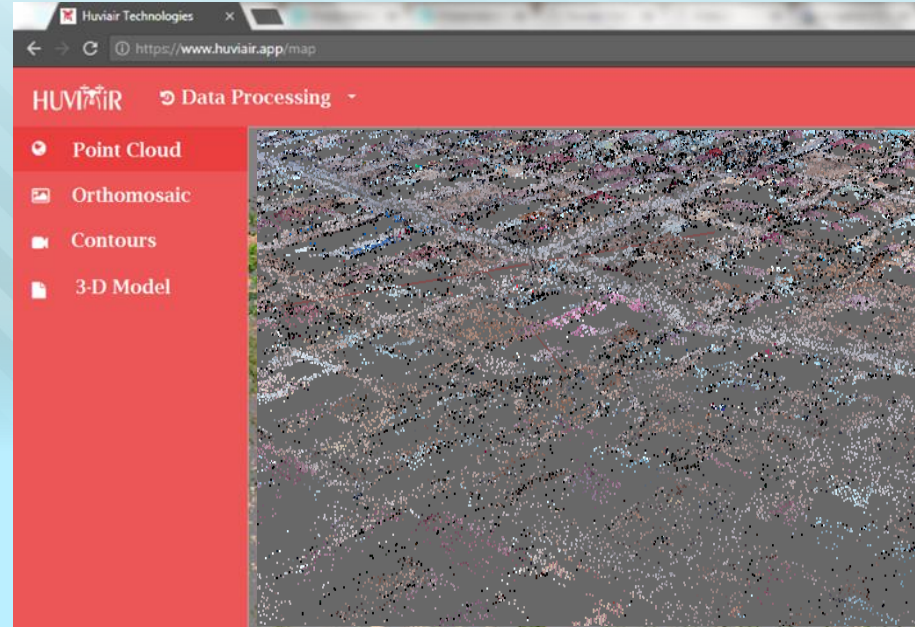 Huviair Technologies
https://www.huviair.app/map
HUVIAIR
Data Processing
Point Cloud
Orthomosaic
Contours
3-D Model